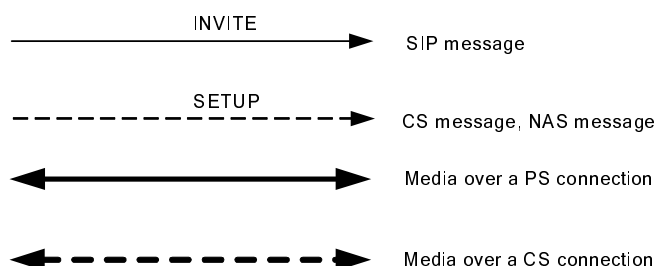 INVITE
SIP message
SETUP
CS message, NAS message
Media over a PS connection
Media over a CS connection